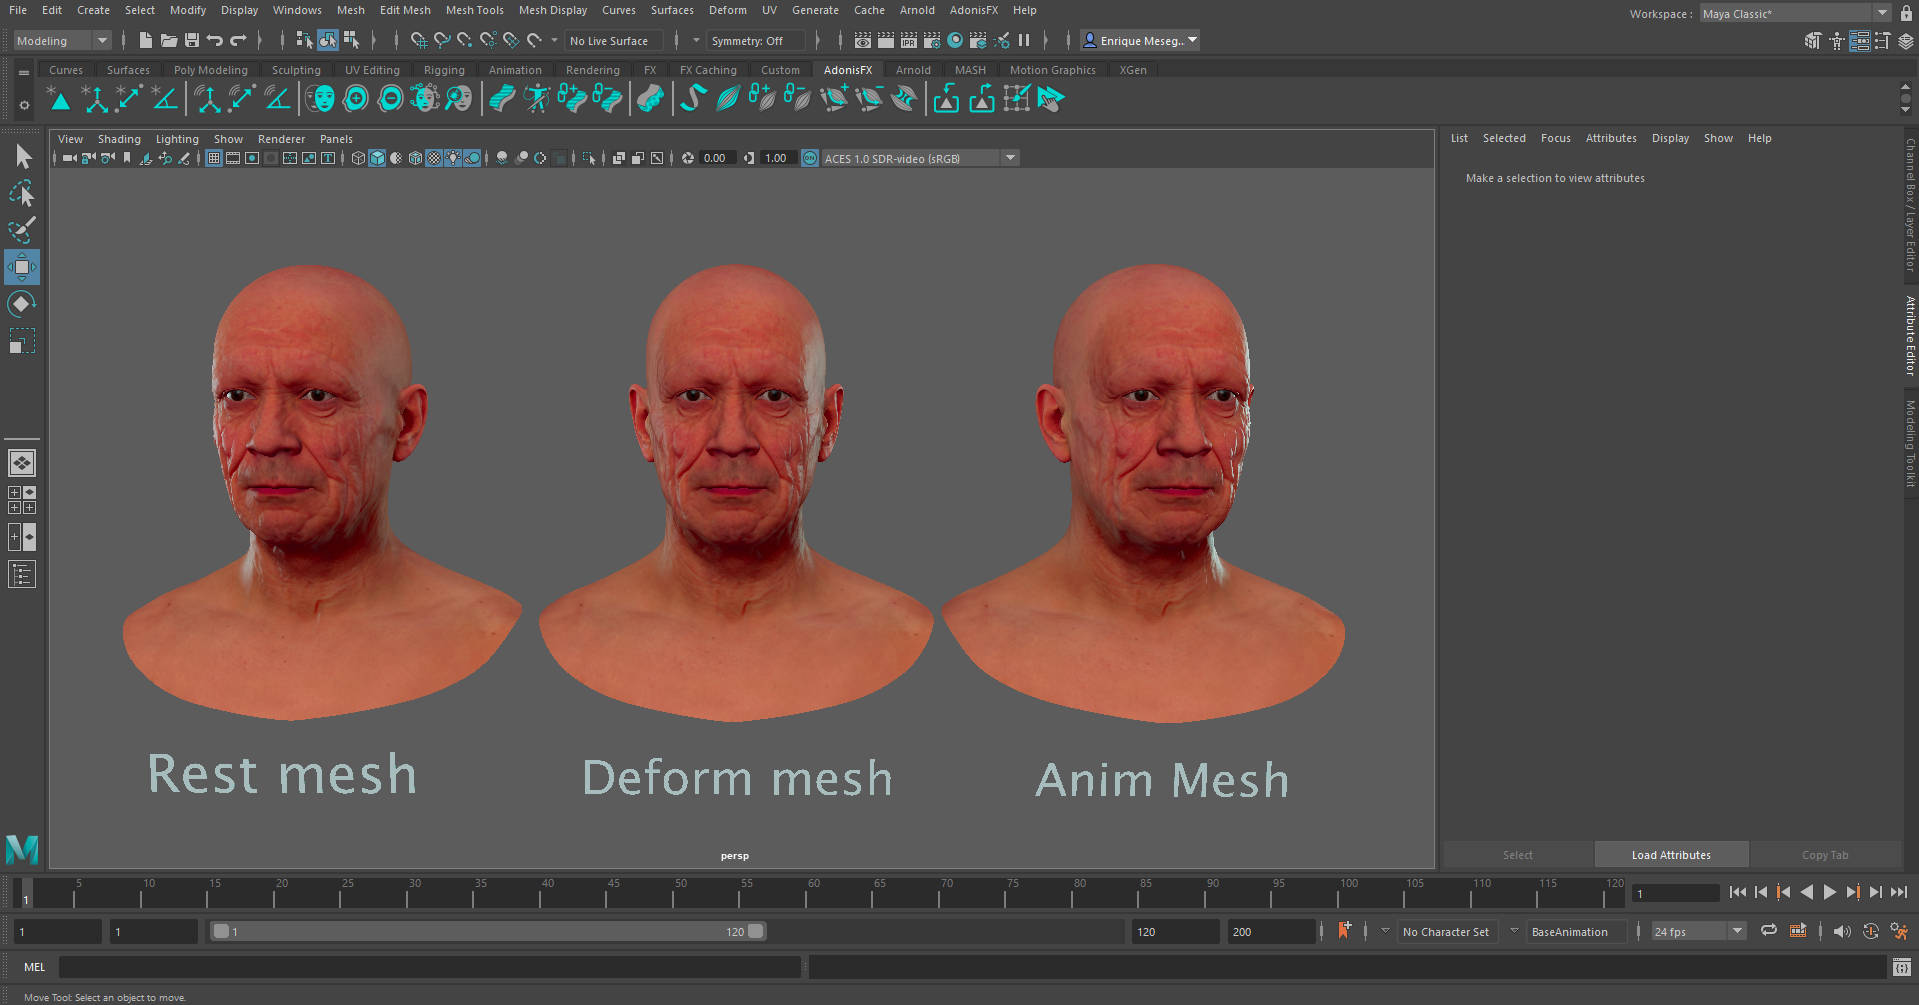 File Edit Create Select Modify Display Windows Mesh Edit Mesh Mesh Tools Mesh Display Curves Surfaces Deform UV Generate Cache Arnold AdonisFX Help
Workspace : Maya Classic*
Modeling No Live Surface Symmetry: Off IPR Enrique Meseg...
Curves Surfaces Poly Modeling Sculpting UV Editing Rigging Animation Rendering FX FX Caching Custom AdonisFX Arnold MASH Motion Graphics XGen
View Shading Lighting Show Renderer Panels
0.00 1.00 ON ACES 1.0 SDR-video (sRGB)
List Selected Focus Attributes Display Show Help
Make a selection to view attributes
Channel Box / Layer Editor
Attribute Editor
Modeling Toolkit
Rest mesh
Deform mesh
Anim Mesh
persp
Select Load Attributes Copy Tab
M
1 5 10 15 20 25 30 35 40 45 50 55 60 65 70 75 80 85 90 95 100 105 110 115 120 1
1 1 1 120 120 200 No Character Set BaseAnimation 24 fps
MEL
Move Tool: Select an object to move.